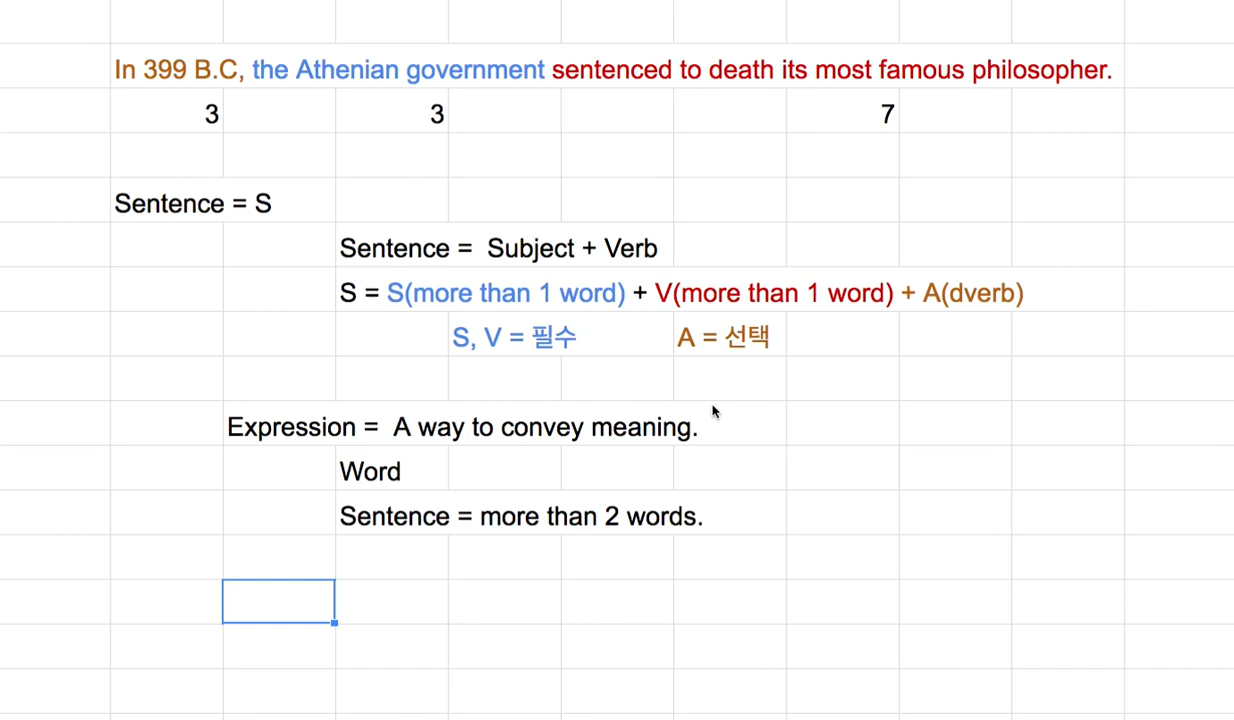 In 399 B.C, the Athenian government sentenced to death its most famous philosopher.
3 3 7
Sentence = S
Sentence = Subject + Verb
S = S(more than 1 word) + V(more than 1 word) + A(dverb)
S, V = 필수 A = 선택
Expression = A way to convey meaning.
Word
Sentence = more than 2 words.